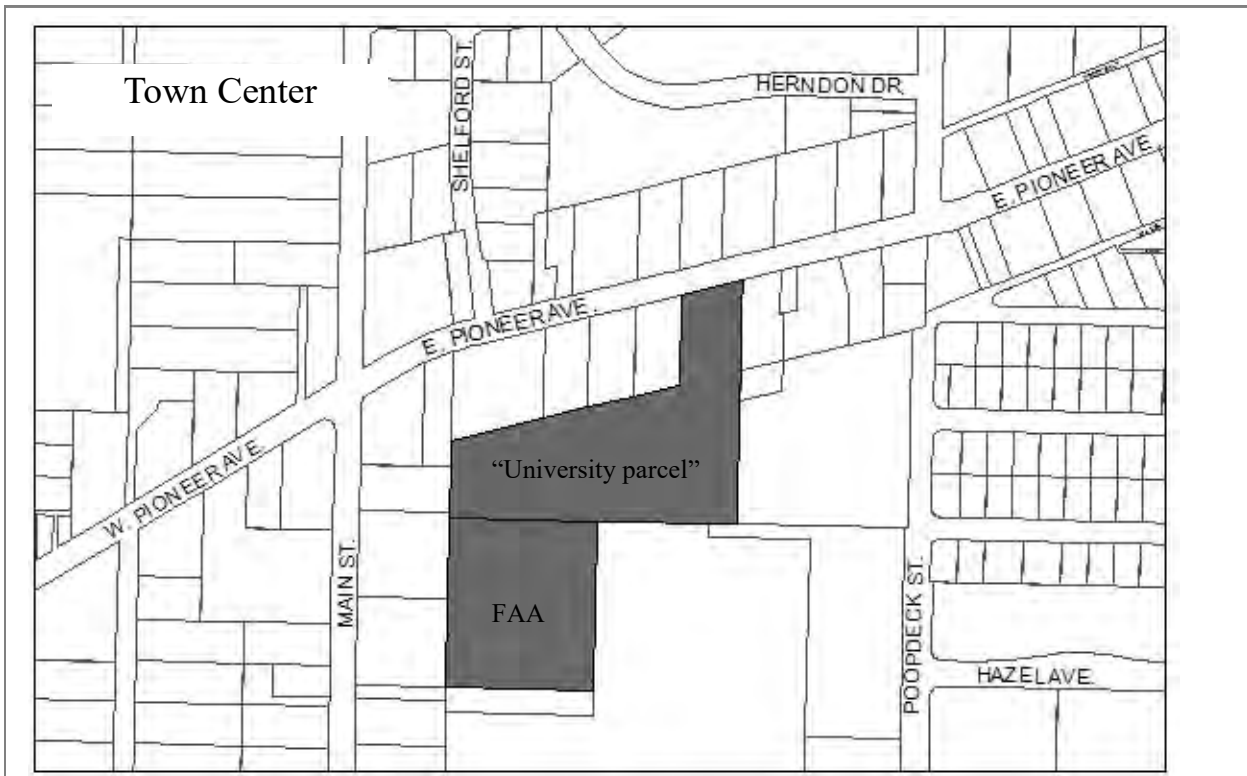 Town Center
SHELFORD ST.
HERNDON DR.
E. PIONEER AVE.
E. PIONEER AVE.
W. PIONEER AVE.
"University parcel"
MAIN ST.
FAA
POOPDECK ST.
HAZEL AVE.